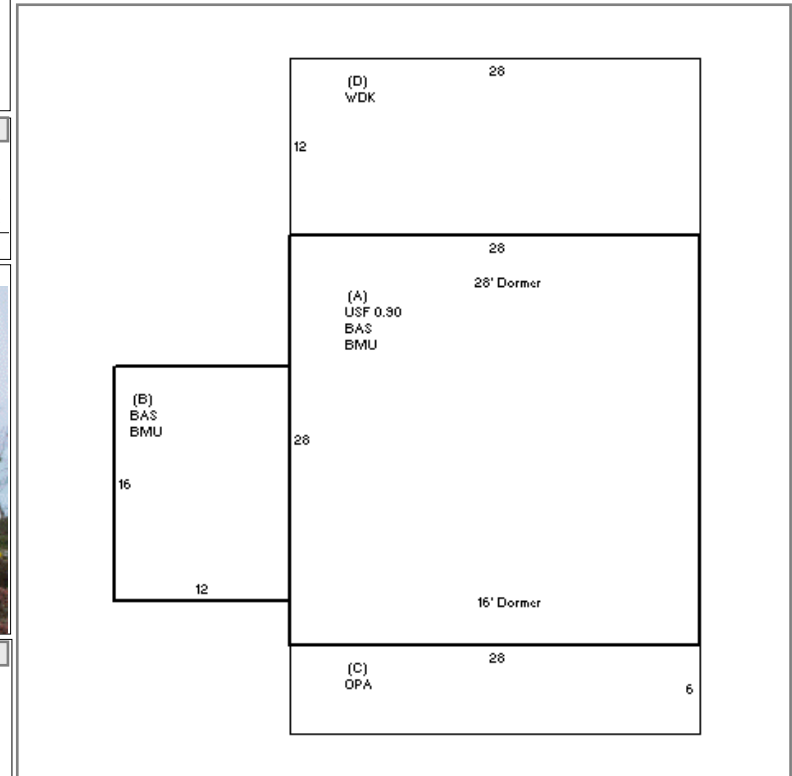 28
(D)
WDK
12
28
28' Dormer
(A)
USF 0.90
BAS
BMU
(B)
BAS
BMU
28
16
12
16' Dormer
28
(C)
OPA
6